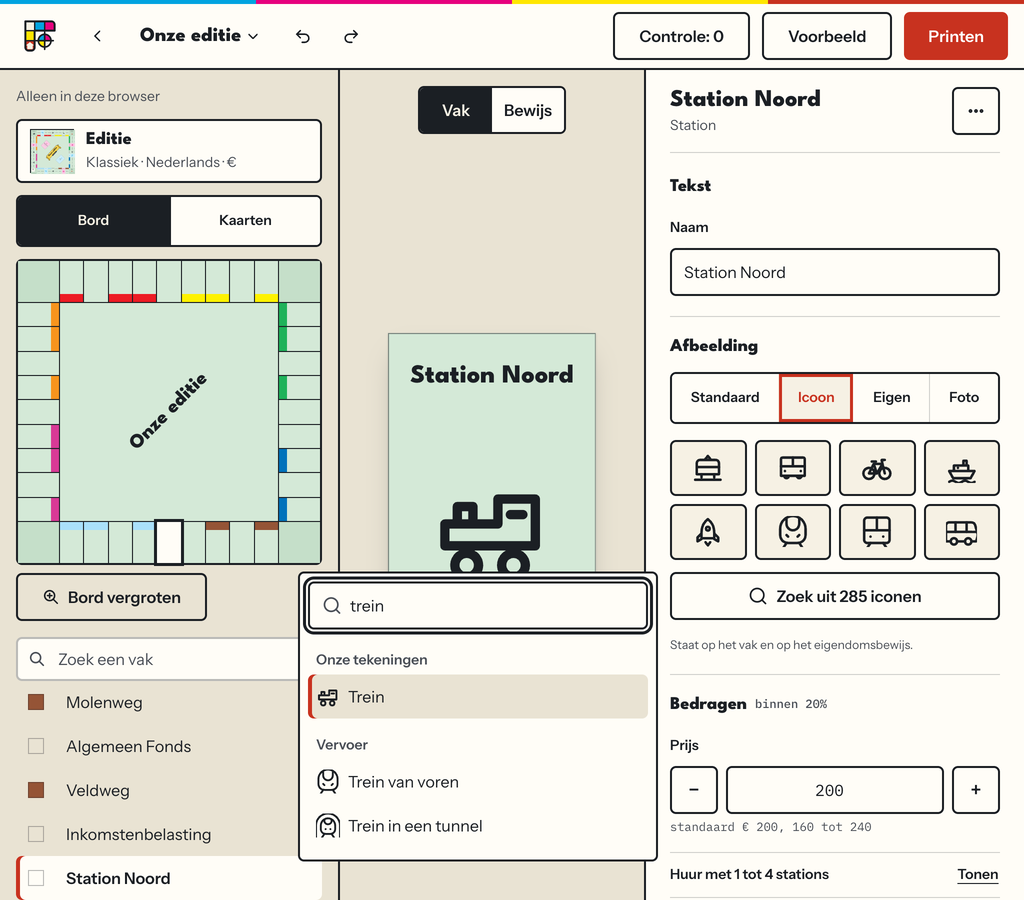 Onze editie
Controle: 0
Voorbeeld
Printen
Alleen in deze browser
Editie
Klassiek · Nederlands · €
Bord
Kaarten
Onze editie
Bord vergroten
Zoek een vak
Molenweg
Algemeen Fonds
Veldweg
Inkomstenbelasting
Station Noord
Vak
Bewijs
Station Noord
trein
Onze tekeningen
Trein
Vervoer
Trein van voren
Trein in een tunnel
Station Noord
Station
Tekst
Naam
Station Noord
Afbeelding
Standaard
Icoon
Eigen
Foto
Zoek uit 285 iconen
Staat op het vak en op het eigendomsbewijs.
Bedragen binnen 20%
Prijs
− 200 +
standaard € 200, 160 tot 240
Huur met 1 tot 4 stations
Tonen